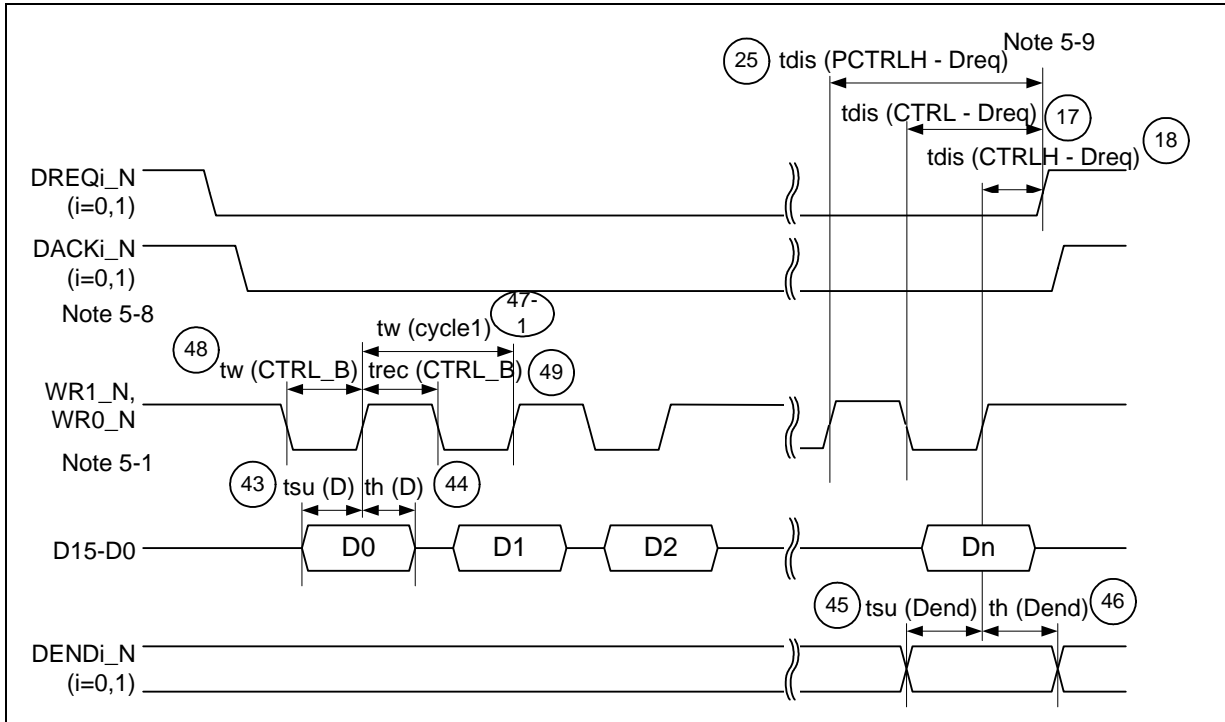 Note 5-9
25 tdis (PCTRLH - Dreq)
tdis (CTRL - Dreq) 17
tdis (CTRLH - Dreq) 18
DREQi_N
(i=0,1)
DACKi_N
(i=0,1)
Note 5-8
47-
1
tw (cycle1)
48 tw (CTRL_B) trec (CTRL_B) 49
WR1_N,
WR0_N
Note 5-1
43 tsu (D) th (D) 44
D15-D0 D0 D1 D2 Dn
45 tsu (Dend) th (Dend) 46
DENDi_N
(i=0,1)